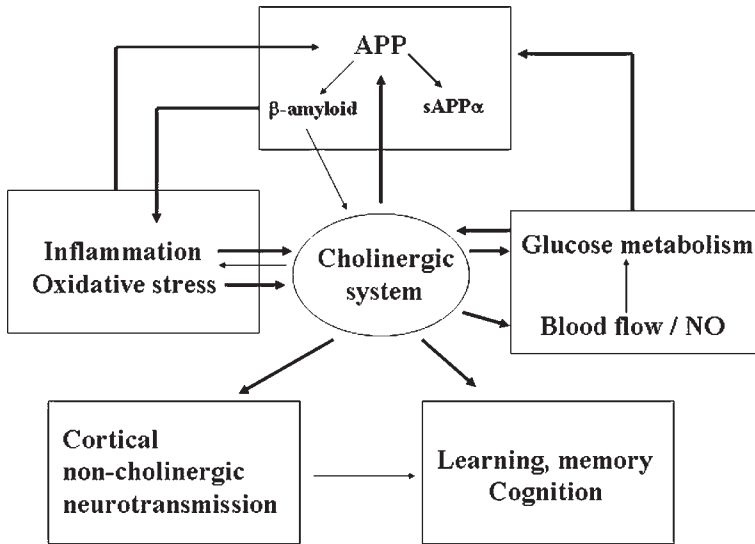 APP
β-amyloid
sAPPα
Inflammation
Oxidative stress
Cholinergic
system
Glucose metabolism
Blood flow / NO
Cortical
non-cholinergic
neurotransmission
Learning, memory
Cognition